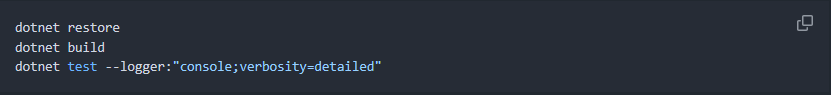 dotnet restore
dotnet build
dotnet test --logger:"console;verbosity=detailed"